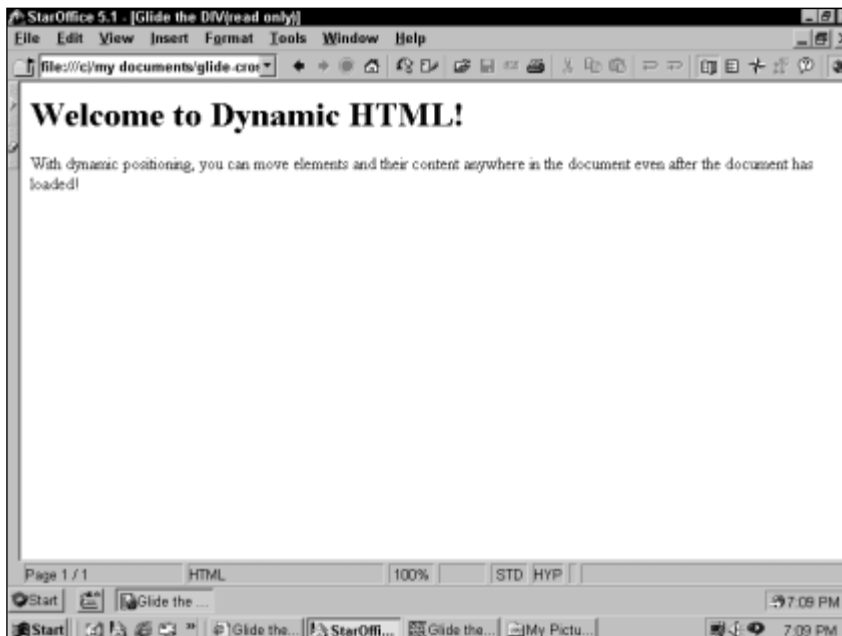 StarOffice 5.1 - [Glide the DIV(read only)]
File Edit View Insert Format Tools Window Help
file:///c|/my documents/glide-cros
Welcome to Dynamic HTML!
With dynamic positioning, you can move elements and their content anywhere in the document even after the document has
loaded!
Page 1 / 1 HTML 100% STD HYP
Start Glide the ... 7:09 PM
Start Glide the... StarOffi... Glide the... My Pictu... 7:09 PM